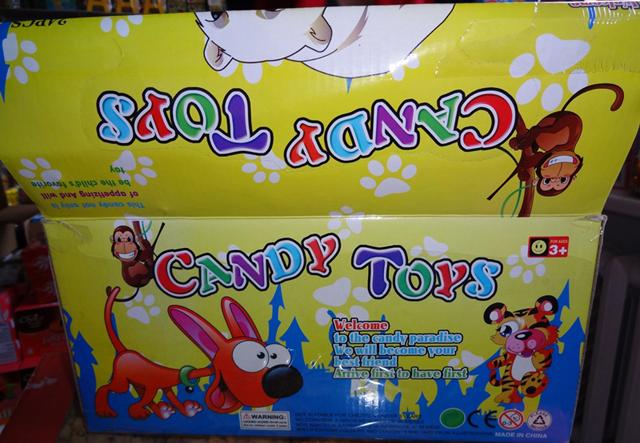 24PCS
CANDY TOYS
This candy not only is
of appetizing And will
be the child's favorite
toy
CANDY TOYS
FOR AGES
3+
Welcome
to the candy paradise
We will become your
best friend
Arrive first to have first
WARNING:
CE
MADE IN CHINA